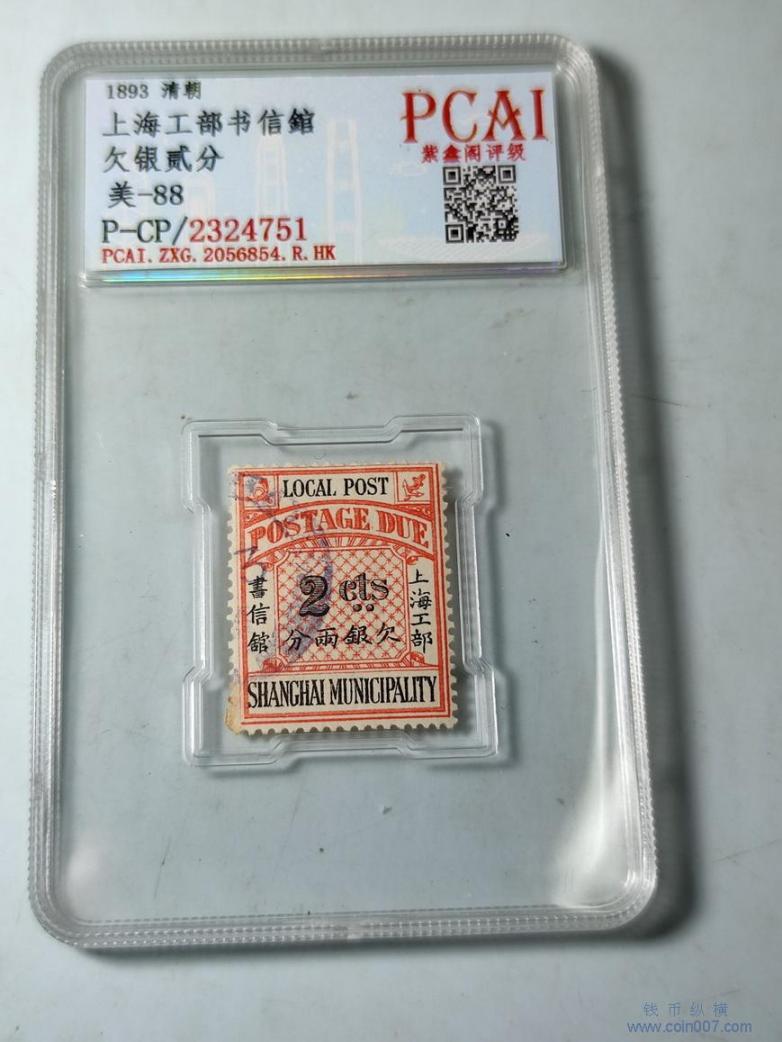 1893 清朝
上海工部书信館
欠银贰分
美-88
P-CP/2324751
PCAI.ZXG.2056854.R.HK
PCAI
紫鑫阁评级
LOCAL POST
POSTAGE DUE
2 cts
分兩銀欠
上海工部
書信館
SHANGHAI MUNICIPALITY
钱币纵横
www.coin007.com